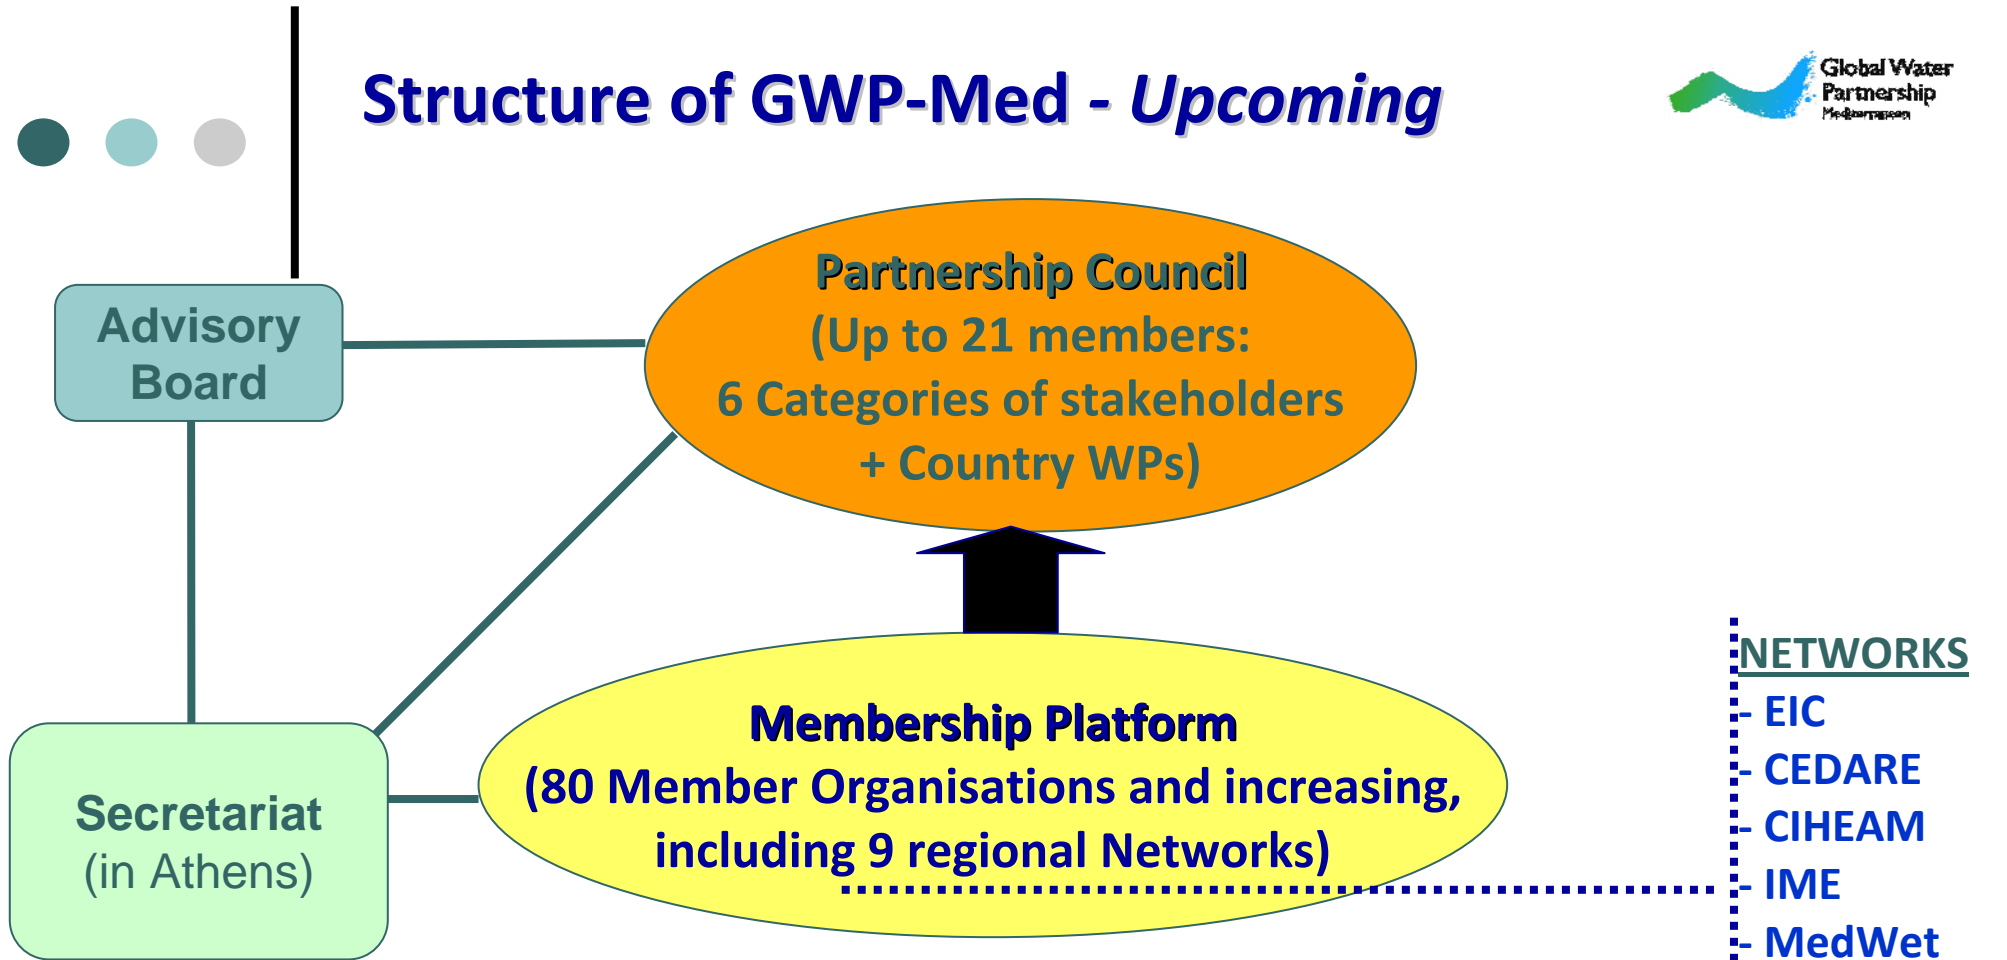 Structure of GWP-Med - Upcoming
Global Water
Partnership
Mediterranean
Partnership Council
(Up to 21 members:
6 Categories of stakeholders
+ Country WPs)
Advisory
Board
Secretariat
(in Athens)
Membership Platform
(80 Member Organisations and increasing,
including 9 regional Networks)
NETWORKS
- EIC
- CEDARE
- CIHEAM
- IME
- MedWet